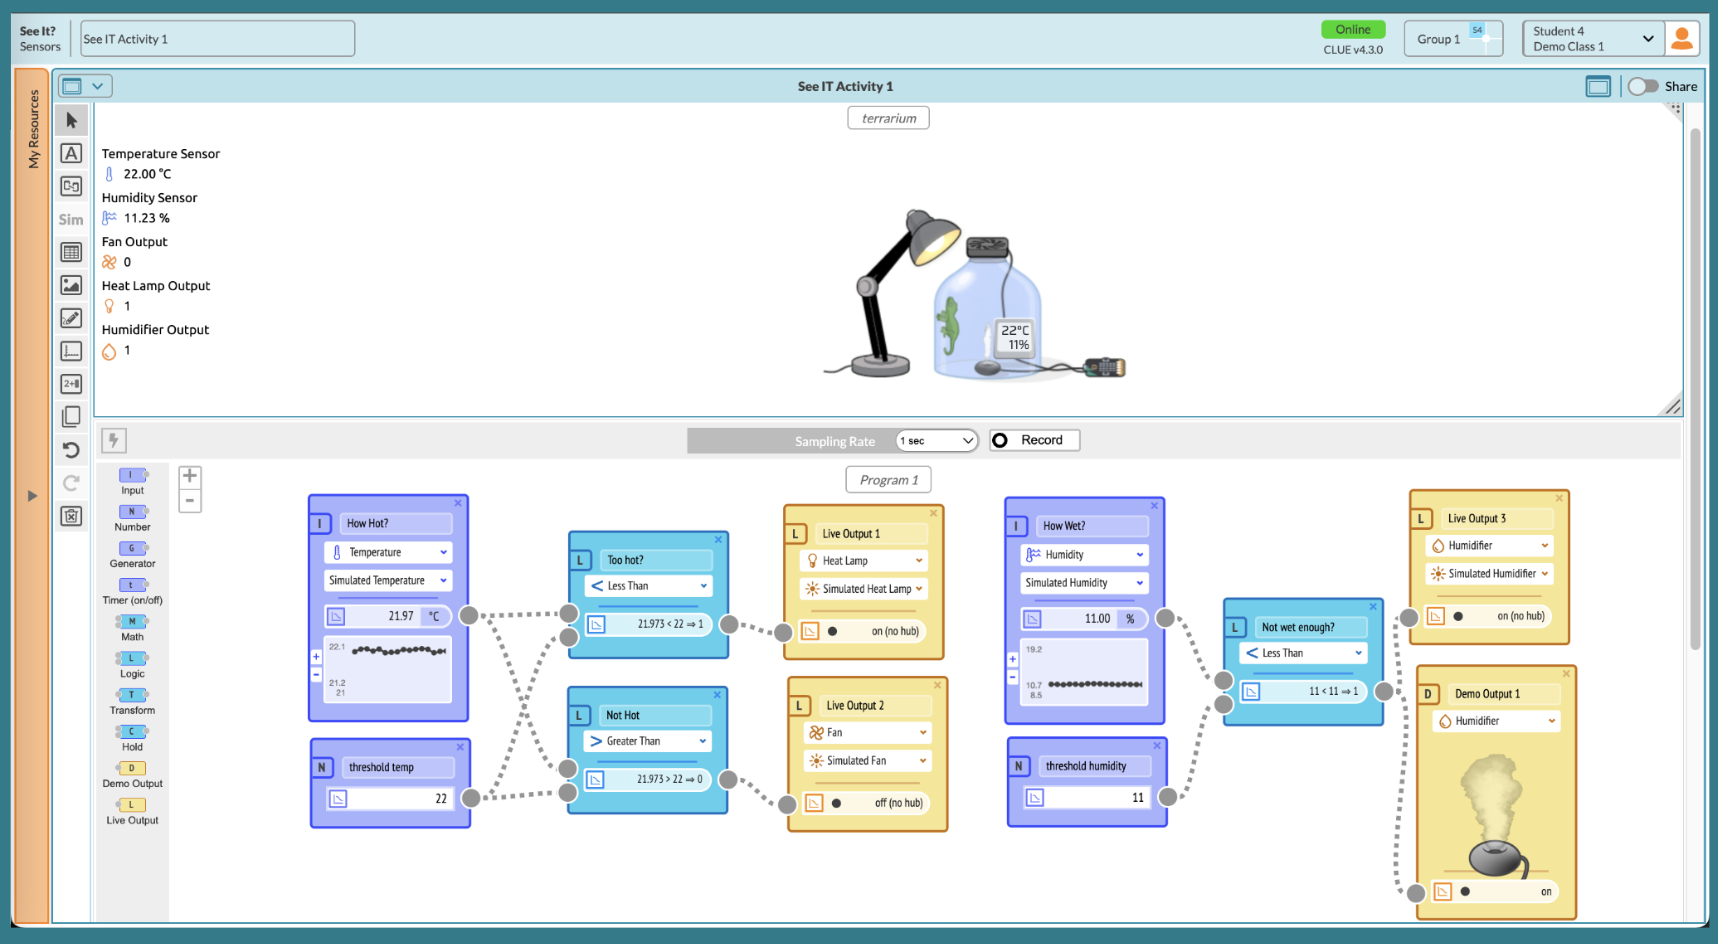 See It?
Sensors
See IT Activity 1
Online
CLUE v4.3.0
Group 1
S4
Student 4
Demo Class 1
My Resources
See IT Activity 1
Share
Sim
2+
terrarium
Temperature Sensor
22.00 °C
Humidity Sensor
11.23 %
Fan Output
0
Heat Lamp Output
1
Humidifier Output
1
22°C
11%
Sampling Rate
1 sec
Record
Program 1
I
Input
N
Number
G
Generator
t
Timer (on/off)
M
Math
L
Logic
T
Transform
C
Hold
D
Demo Output
L
Live Output
I
How Hot?
Temperature
Simulated Temperature
21.97 °C
22.1
21.2
21
N
threshold temp
22
L
Too hot?
Less Than
21.973 < 22 ⇒ 1
L
Not Hot
Greater Than
21.973 > 22 ⇒ 0
L
Live Output 1
Heat Lamp
Simulated Heat Lamp
on (no hub)
L
Live Output 2
Fan
Simulated Fan
off (no hub)
I
How Wet?
Humidity
Simulated Humidity
11.00 %
19.2
10.7
8.5
N
threshold humidity
11
L
Not wet enough?
Less Than
11 < 11 ⇒ 1
L
Live Output 3
Humidifier
Simulated Humidifier
on (no hub)
D
Demo Output 1
Humidifier
on